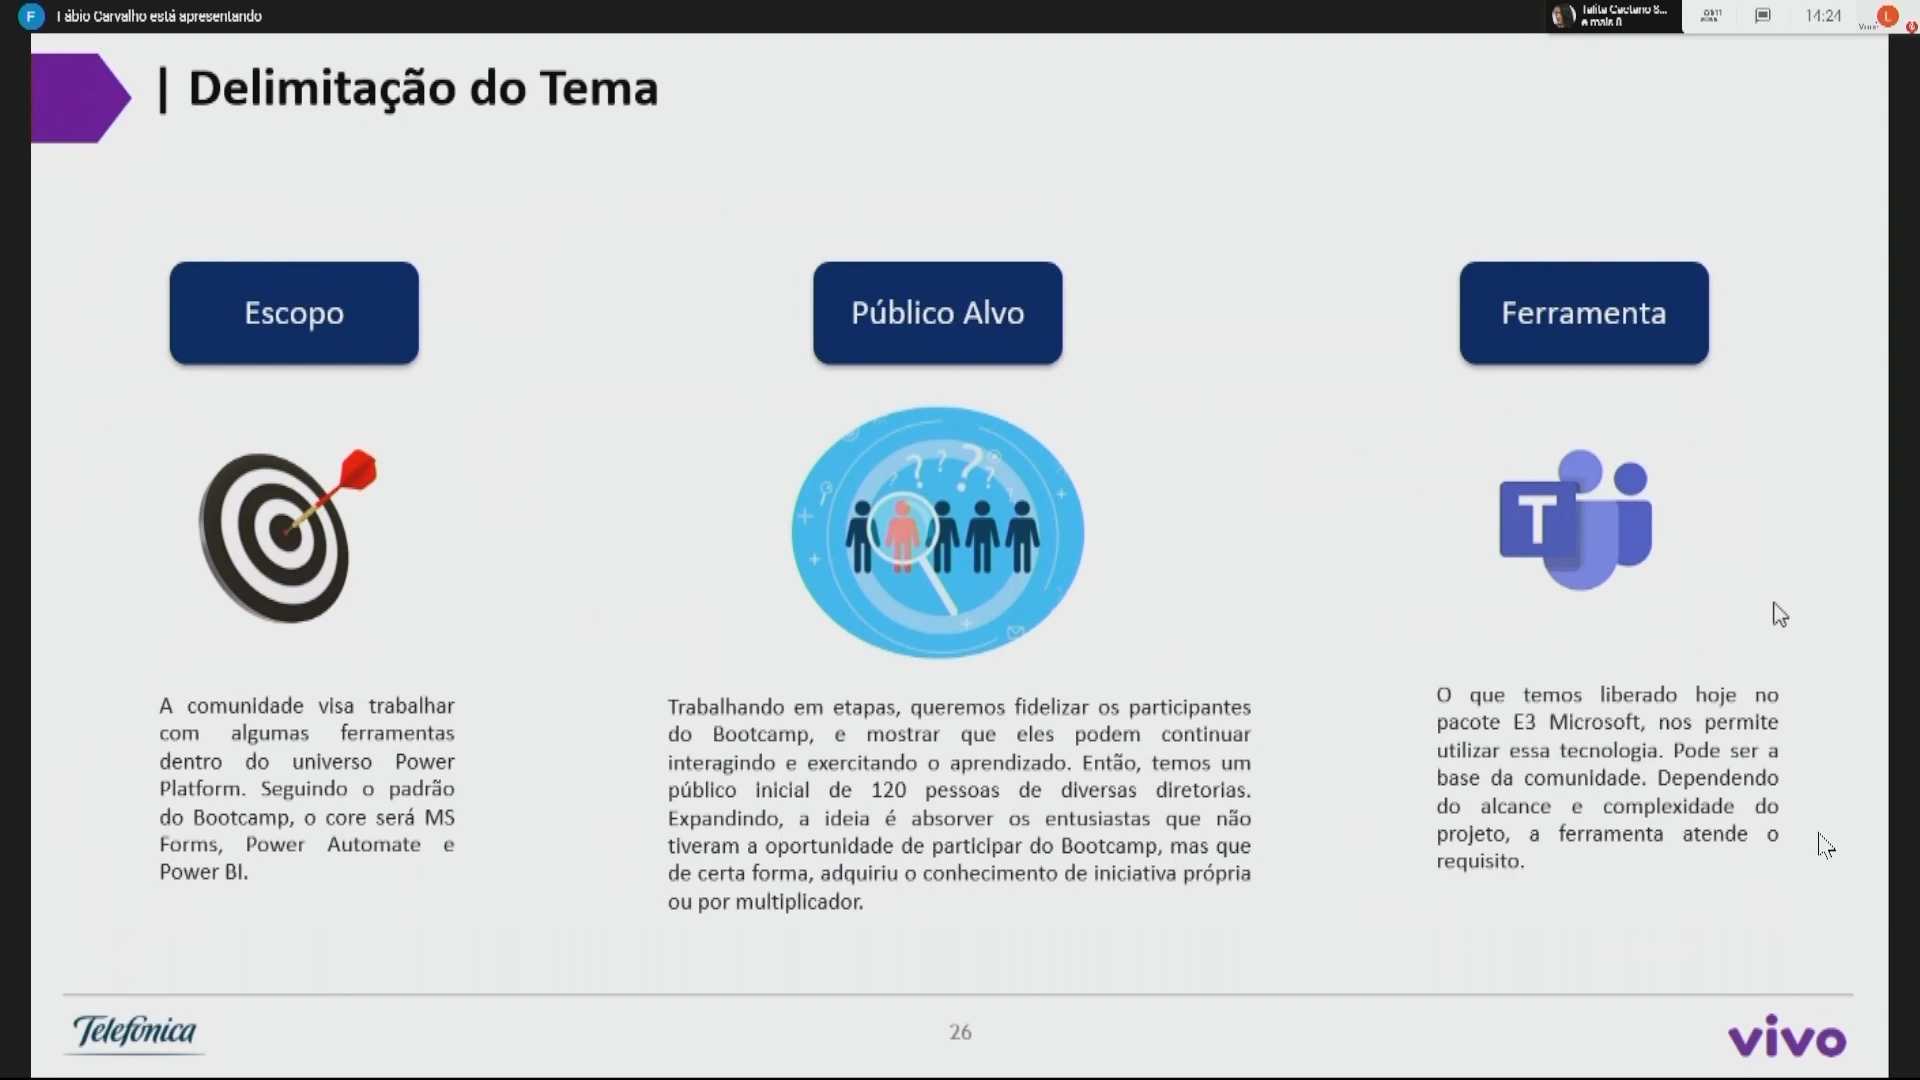 F
Fábio Carvalho está apresentando
Talita Caetano S...
e mais 8
14:24
L
| Delimitação do Tema
Escopo
Público Alvo
Ferramenta
T
A comunidade visa trabalhar
com algumas ferramentas
dentro do universo Power
Platform. Seguindo o padrão
do Bootcamp, o core será MS
Forms, Power Automate e
Power BI.
Trabalhando em etapas, queremos fidelizar os participantes
do Bootcamp, e mostrar que eles podem continuar
interagindo e exercitando o aprendizado. Então, temos um
público inicial de 120 pessoas de diversas diretorias.
Expandindo, a ideia é absorver os entusiastas que não
tiveram a oportunidade de participar do Bootcamp, mas que
de certa forma, adquiriu o conhecimento de iniciativa própria
ou por multiplicador.
O que temos liberado hoje no
pacote E3 Microsoft, nos permite
utilizar essa tecnologia. Pode ser a
base da comunidade. Dependendo
do alcance e complexidade do
projeto, a ferramenta atende o
requisito.
Telefónica
26
vivo